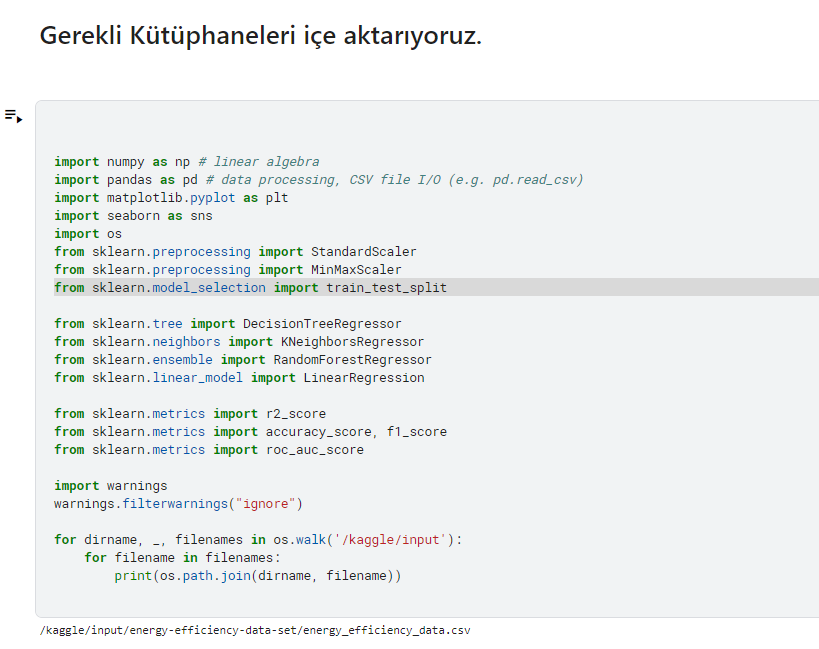 Gerekli Kütüphaneleri içe aktarıyoruz.
import numpy as np # linear algebra
import pandas as pd # data processing, CSV file I/O (e.g. pd.read_csv)
import matplotlib.pyplot as plt
import seaborn as sns
import os
from sklearn.preprocessing import StandardScaler
from sklearn.preprocessing import MinMaxScaler
from sklearn.model_selection import train_test_split
from sklearn.tree import DecisionTreeRegressor
from sklearn.neighbors import KNeighborsRegressor
from sklearn.ensemble import RandomForestRegressor
from sklearn.linear_model import LinearRegression
from sklearn.metrics import r2_score
from sklearn.metrics import accuracy_score, f1_score
from sklearn.metrics import roc_auc_score
import warnings
warnings.filterwarnings("ignore")
for dirname, _, filenames in os.walk('/kaggle/input'):
    for filename in filenames:
        print(os.path.join(dirname, filename))
/kaggle/input/energy-efficiency-data-set/energy_efficiency_data.csv